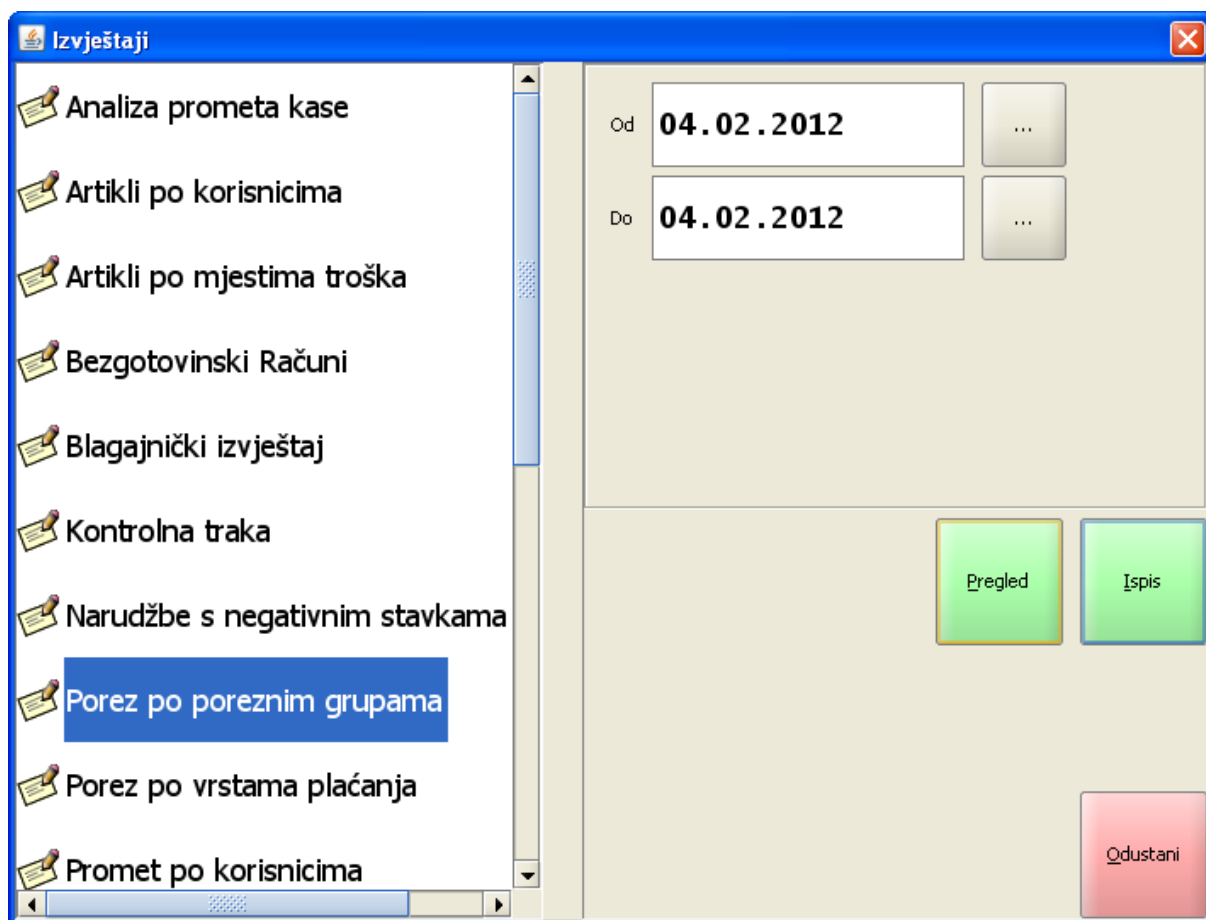 Izvještaji
Analiza prometa kase
Artikli po korisnicima
Artikli po mjestima troška
Bezgotovinski Računi
Blagajnički izvještaj
Kontrolna traka
Narudžbe s negativnim stavkama
Porez po poreznim grupama
Porez po vrstama plaćanja
Promet po korisnicima
Od 04.02.2012 ...
Do 04.02.2012 ...
Pregled Ispis
Odustani